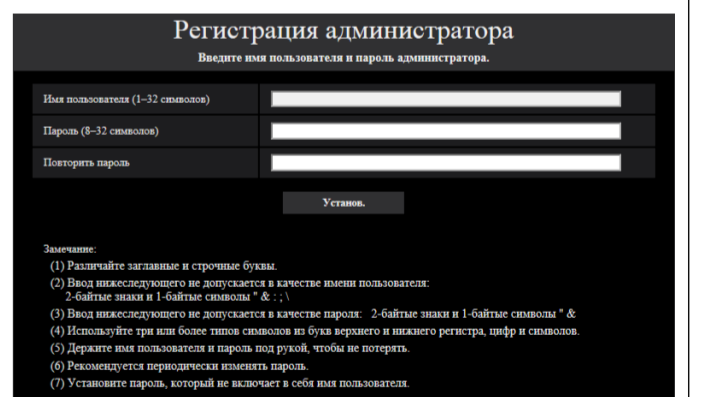 Регистрация администратора
Введите имя пользователя и пароль администратора.
Имя пользователя (1–32 символов)
Пароль (8–32 символов)
Повторить пароль
Установ.
Замечание:
(1) Различайте заглавные и строчные буквы.
(2) Ввод нижеследующего не допускается в качестве имени пользователя:
2-байтые знаки и 1-байтые символы " & : ; \
(3) Ввод нижеследующего не допускается в качестве пароля: 2-байтые знаки и 1-байтые символы " &
(4) Используйте три или более типов символов из букв верхнего и нижнего регистра, цифр и символов.
(5) Держите имя пользователя и пароль под рукой, чтобы не потерять.
(6) Рекомендуется периодически изменять пароль.
(7) Установите пароль, который не включает в себя имя пользователя.